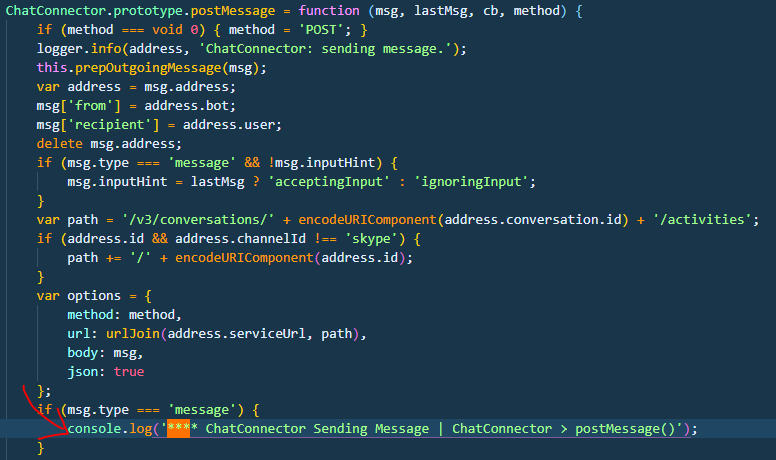 ChatConnector.prototype.postMessage = function (msg, lastMsg, cb, method) {
    if (method === void 0) { method = 'POST'; }
    logger.info(address, 'ChatConnector: sending message.');
    this.prepOutgoingMessage(msg);
    var address = msg.address;
    msg['from'] = address.bot;
    msg['recipient'] = address.user;
    delete msg.address;
    if (msg.type === 'message' && !msg.inputHint) {
        msg.inputHint = lastMsg ? 'acceptingInput' : 'ignoringInput';
    }
    var path = '/v3/conversations/' + encodeURIComponent(address.conversation.id) + '/activities';
    if (address.id && address.channelId !== 'skype') {
        path += '/' + encodeURIComponent(address.id);
    }
    var options = {
        method: method,
        url: urlJoin(address.serviceUrl, path),
        body: msg,
        json: true
    };
    if (msg.type === 'message') {
        console.log('**** ChatConnector Sending Message | ChatConnector > postMessage()');
    }